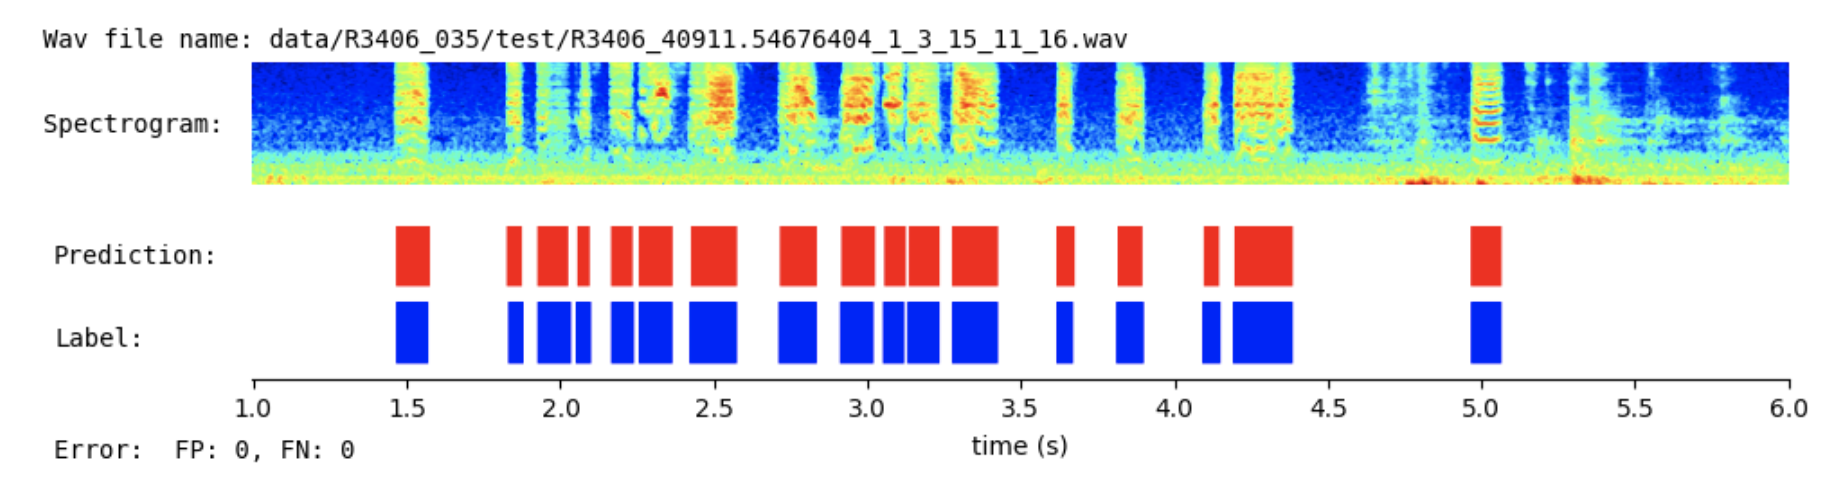 Wav file name: data/R3406_035/test/R3406_40911.54676404_1_3_15_11_16.wav
Spectrogram:
Prediction:
Label:
1.0 1.5 2.0 2.5 3.0 3.5 4.0 4.5 5.0 5.5 6.0
time (s)
Error: FP: 0, FN: 0